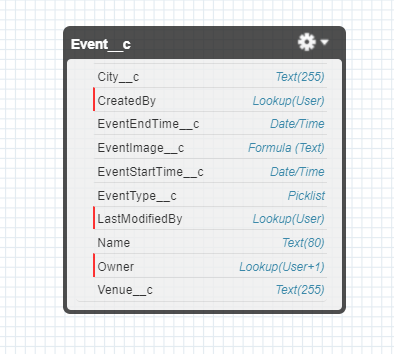 Event__c
City__c Text(255)
CreatedBy Lookup(User)
EventEndTime__c Date/Time
EventImage__c Formula (Text)
EventStartTime__c Date/Time
EventType__c Picklist
LastModifiedBy Lookup(User)
Name Text(80)
Owner Lookup(User+1)
Venue__c Text(255)